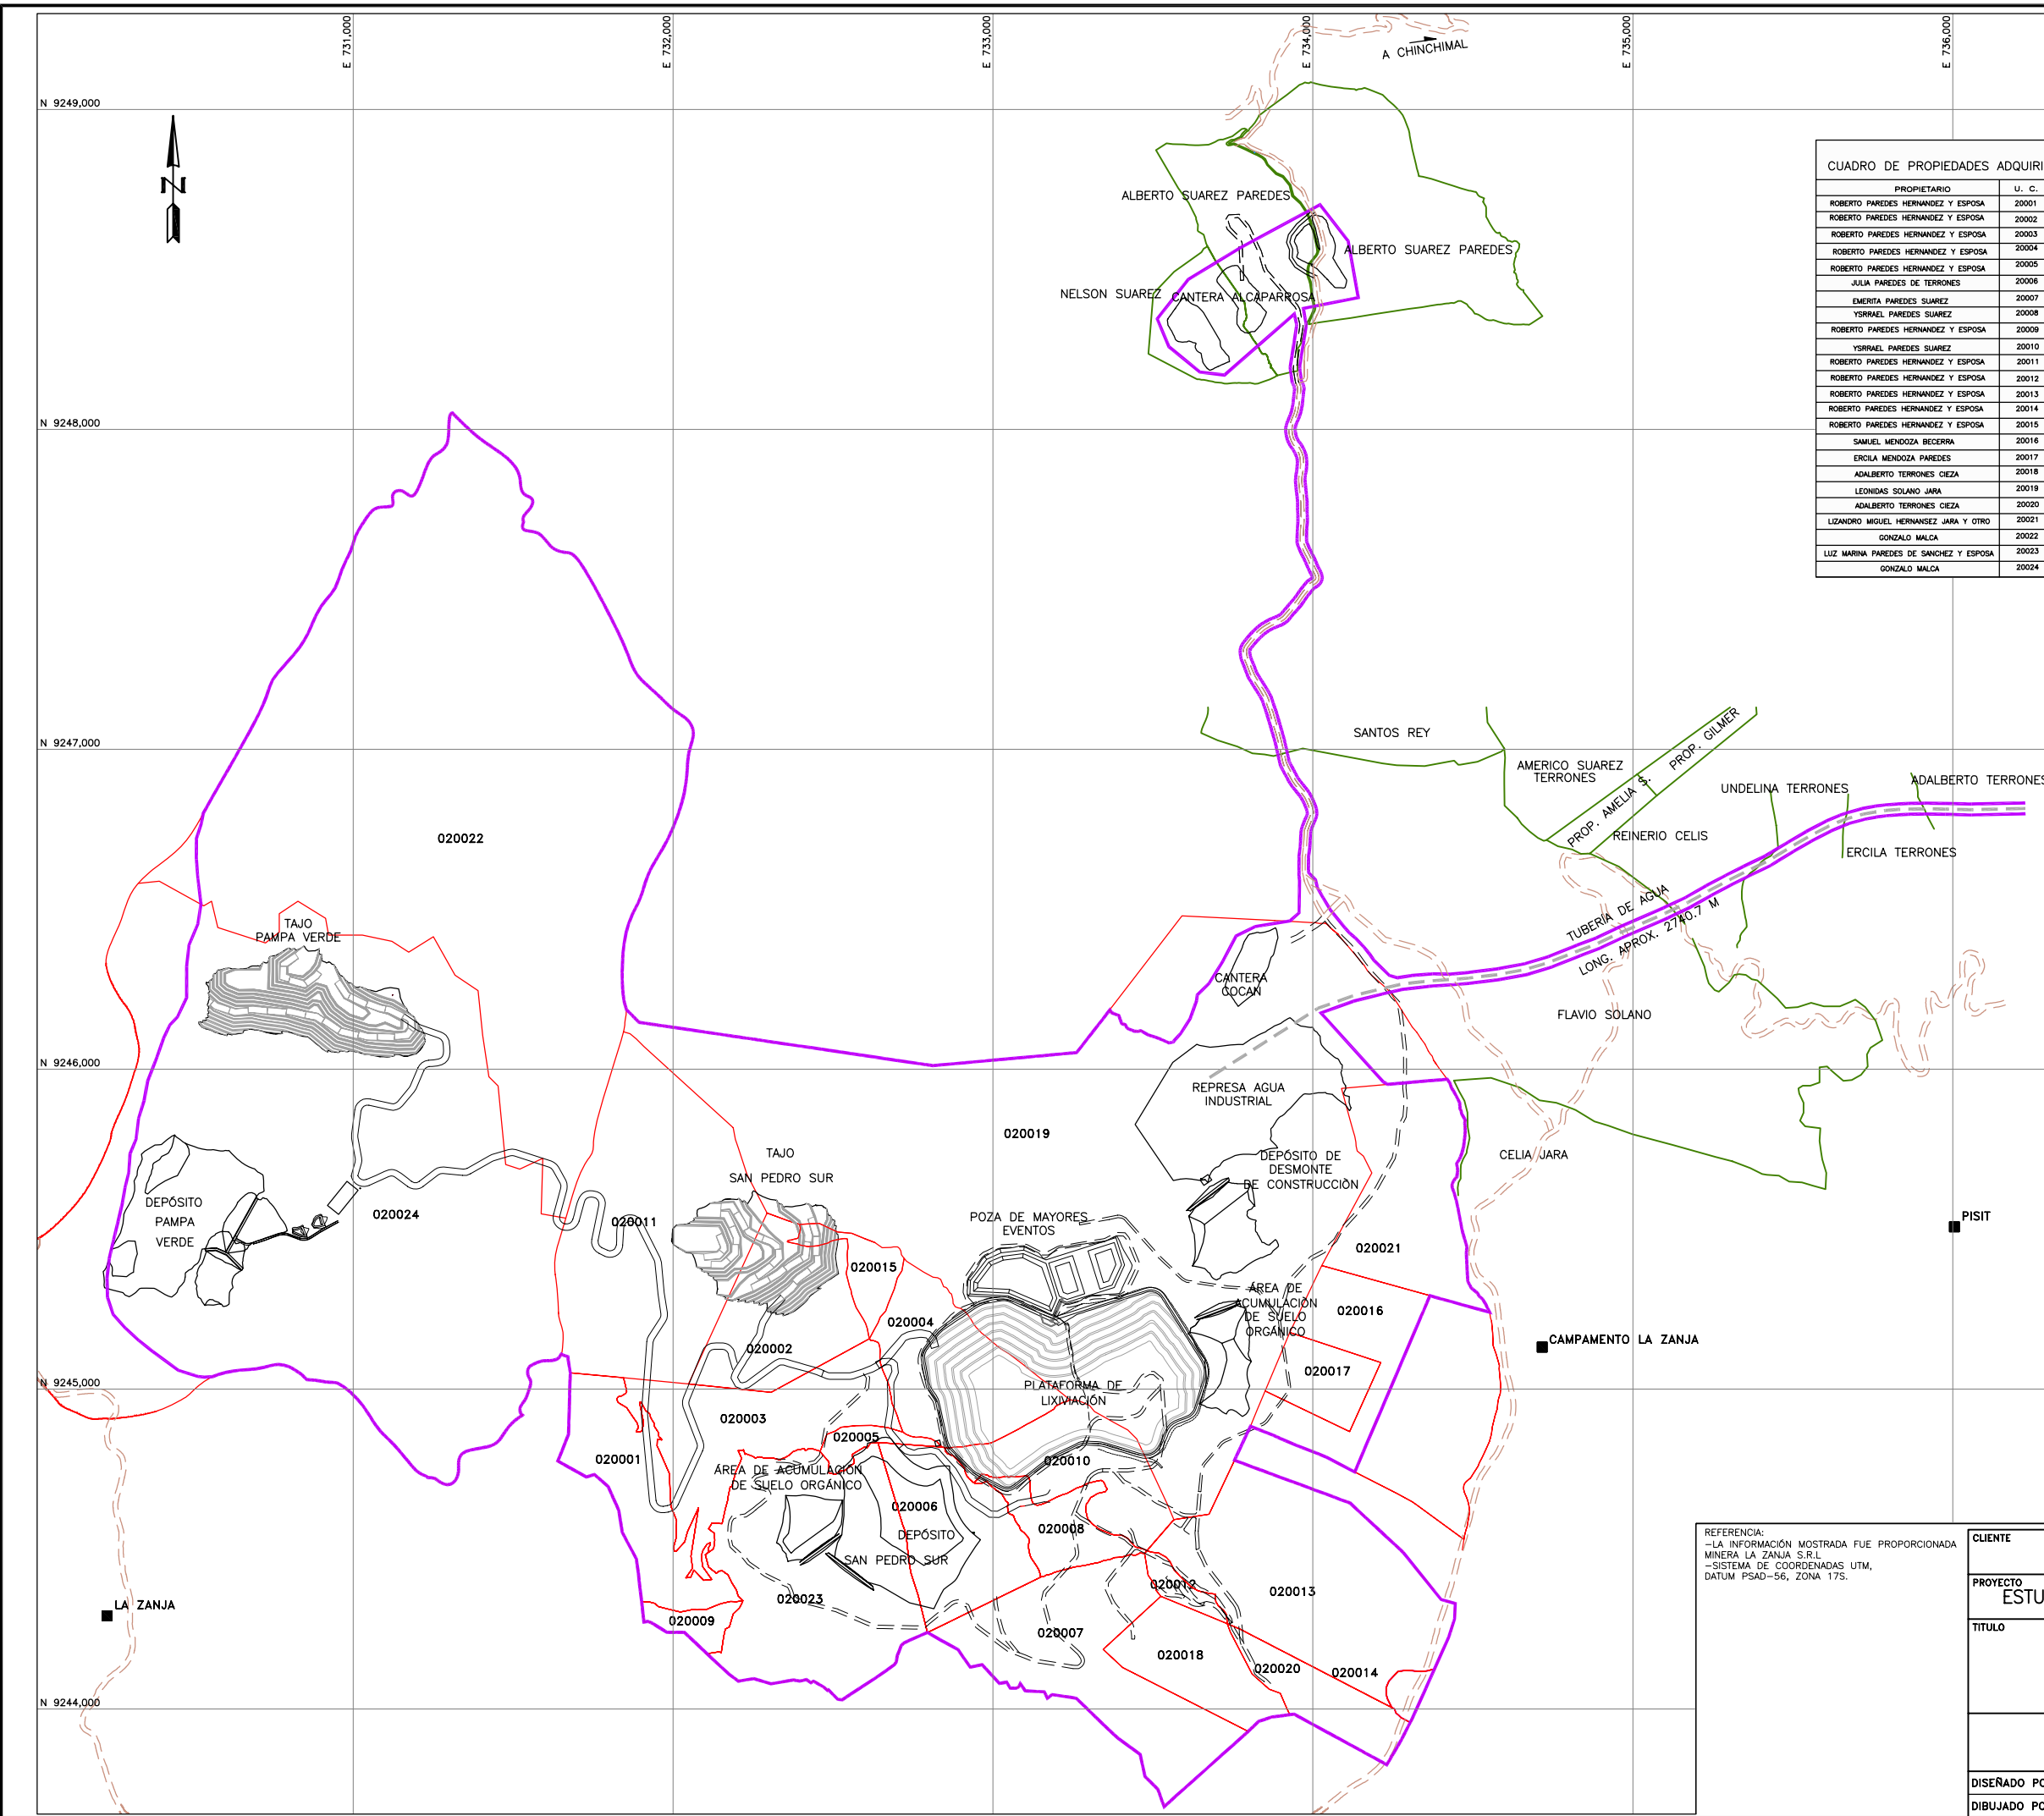 E 731,000
E 732,000
E 733,000
E 734,000
E 735,000
E 736,000
A CHINCHIMAL
N 9249,000
N
ALBERTO SUAREZ PAREDES
ALBERTO SUAREZ PAREDES
NELSON SUAREZ
CANTERA ALCAPARROSA
CUADRO DE PROPIEDADES ADQUIRI
PROPIETARIO U. C.
ROBERTO PAREDES HERNANDEZ Y ESPOSA 20001
ROBERTO PAREDES HERNANDEZ Y ESPOSA 20002
ROBERTO PAREDES HERNANDEZ Y ESPOSA 20003
ROBERTO PAREDES HERNANDEZ Y ESPOSA 20004
ROBERTO PAREDES HERNANDEZ Y ESPOSA 20005
JULIA PAREDES DE TERRONES 20006
EMERITA PAREDES SUAREZ 20007
YSRRAEL PAREDES SUAREZ 20008
ROBERTO PAREDES HERNANDEZ Y ESPOSA 20009
YSRRAEL PAREDES SUAREZ 20010
ROBERTO PAREDES HERNANDEZ Y ESPOSA 20011
ROBERTO PAREDES HERNANDEZ Y ESPOSA 20012
ROBERTO PAREDES HERNANDEZ Y ESPOSA 20013
ROBERTO PAREDES HERNANDEZ Y ESPOSA 20014
ROBERTO PAREDES HERNANDEZ Y ESPOSA 20015
SAMUEL MENDOZA BECERRA 20016
ERCILA MENDOZA PAREDES 20017
ADALBERTO TERRONES CIEZA 20018
LEONIDAS SOLANO JARA 20019
ADALBERTO TERRONES CIEZA 20020
LIZANDRO MIGUEL HERNANSEZ JARA Y OTRO 20021
GONZALO MALCA 20022
LUZ MARINA PAREDES DE SANCHEZ Y ESPOSA 20023
GONZALO MALCA 20024
N 9248,000
N 9247,000
SANTOS REY
AMERICO SUAREZ
TERRONES
PROP. AMELIA S.
PROP. GILMER
UNDELINA TERRONES
ADALBERTO TERRONES
REINERIO CELIS
ERCILA TERRONES
020022
TUBERIA DE AGUA
LONG. APROX. 2740.7 M
TAJO
PAMPA VERDE
CANTERA
COCAN
FLAVIO SOLANO
N 9246,000
REPRESA AGUA
INDUSTRIAL
020019
TAJO
SAN PEDRO SUR
DEPÓSITO DE
DESMONTE
DE CONSTRUCCIÒN
CELIA JARA
DEPÓSITO
PAMPA
VERDE
020024
020011
POZA DE MAYORES
EVENTOS
PISIT
020021
020015
ÁREA DE
ACUMULACIÒN
DE SUELO
ORGÁNICO
020016
020004
020002
CAMPAMENTO LA ZANJA
020017
N 9245,000
PLATAFORMA DE
LIXIVIACIÓN
020003
020005
020001
020010
ÁREA DE ACUMULACIÓN
DE SUELO ORGÁNICO
020006
020008
DEPÓSITO
SAN PEDRO SUR
REFERENCIA:
-LA INFORMACIÓN MOSTRADA FUE PROPORCIONADA
MINERA LA ZANJA S.R.L
-SISTEMA DE COORDENADAS UTM,
DATUM PSAD-56, ZONA 17S.
CLIENTE
PROYECTO
ESTU
TITULO
020012
020013
020023
LA ZANJA
020009
020007
020018
020020
020014
N 9244,000
DISEÑADO PO
DIBUJADO PO